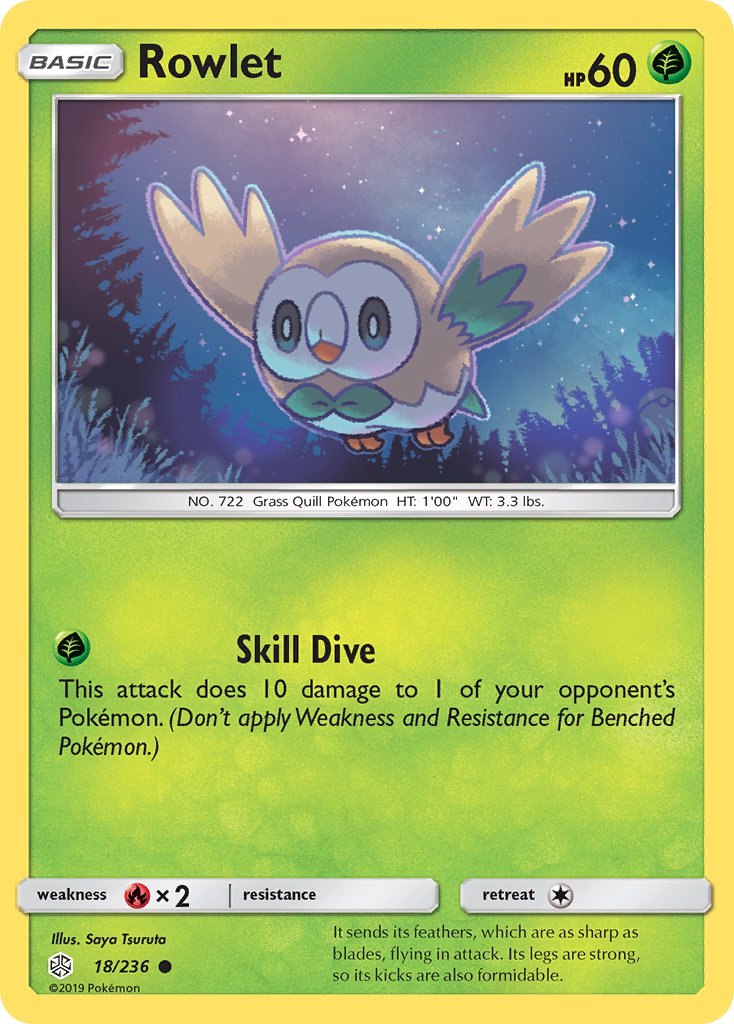 BASIC Rowlet HP60
NO. 722 Grass Quill Pokémon HT: 1'00" WT: 3.3 lbs.
Skill Dive
This attack does 10 damage to 1 of your opponent's
Pokémon. (Don't apply Weakness and Resistance for Benched
Pokémon.)
weakness ×2 resistance retreat
Illus. Saya Tsuruta
18/236
©2019 Pokémon
It sends its feathers, which are as sharp as
blades, flying in attack. Its legs are strong,
so its kicks are also formidable.